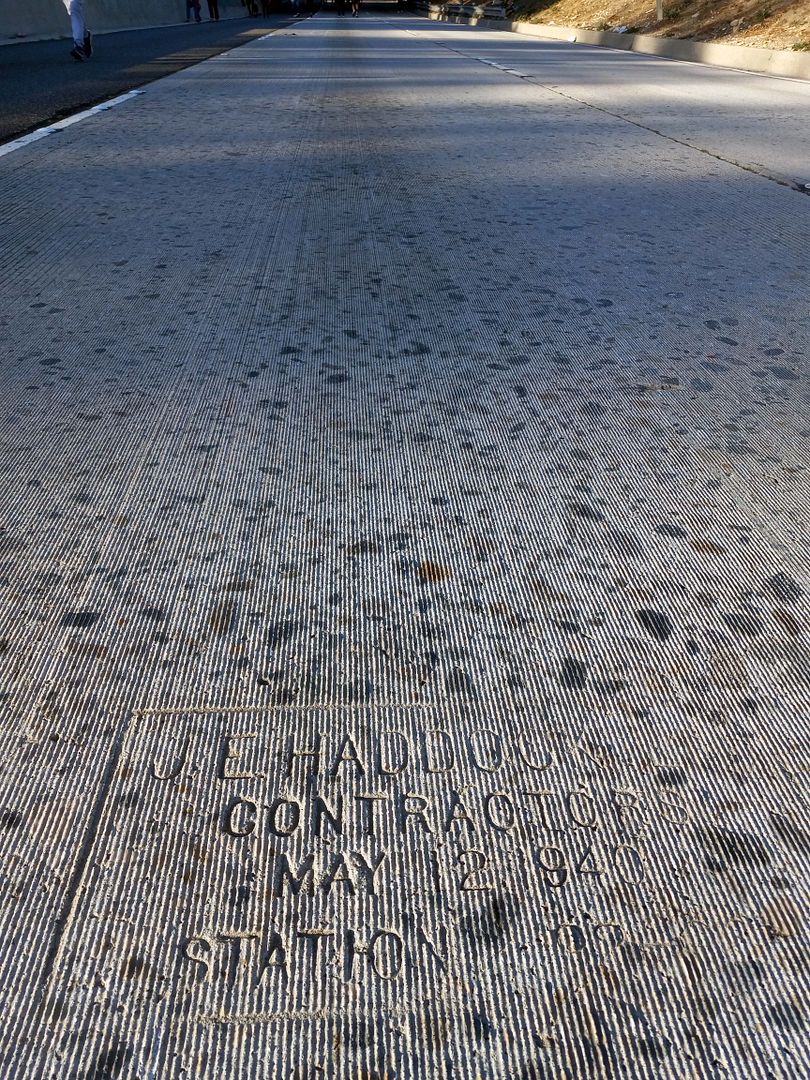 J. E. HADDOCK
CONTRACTORS
MAY 12 1940
STATION